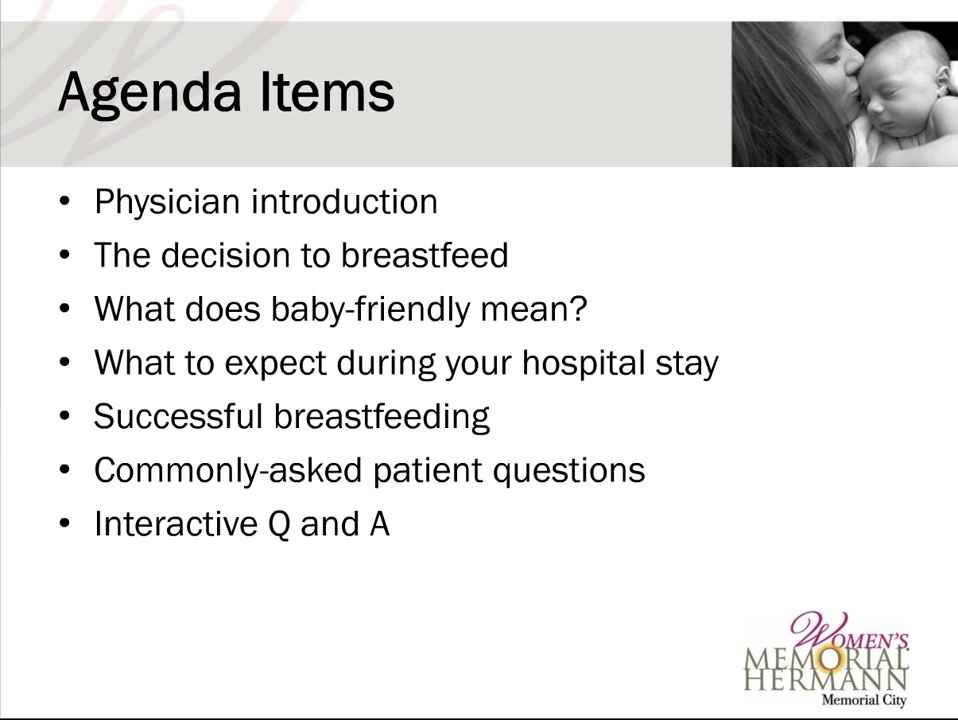 Agenda Items
• Physician introduction
• The decision to breastfeed
• What does baby-friendly mean?
• What to expect during your hospital stay
• Successful breastfeeding
• Commonly-asked patient questions
• Interactive Q and A
WOMEN'S
MEMORIAL
HERMANN
Memorial City